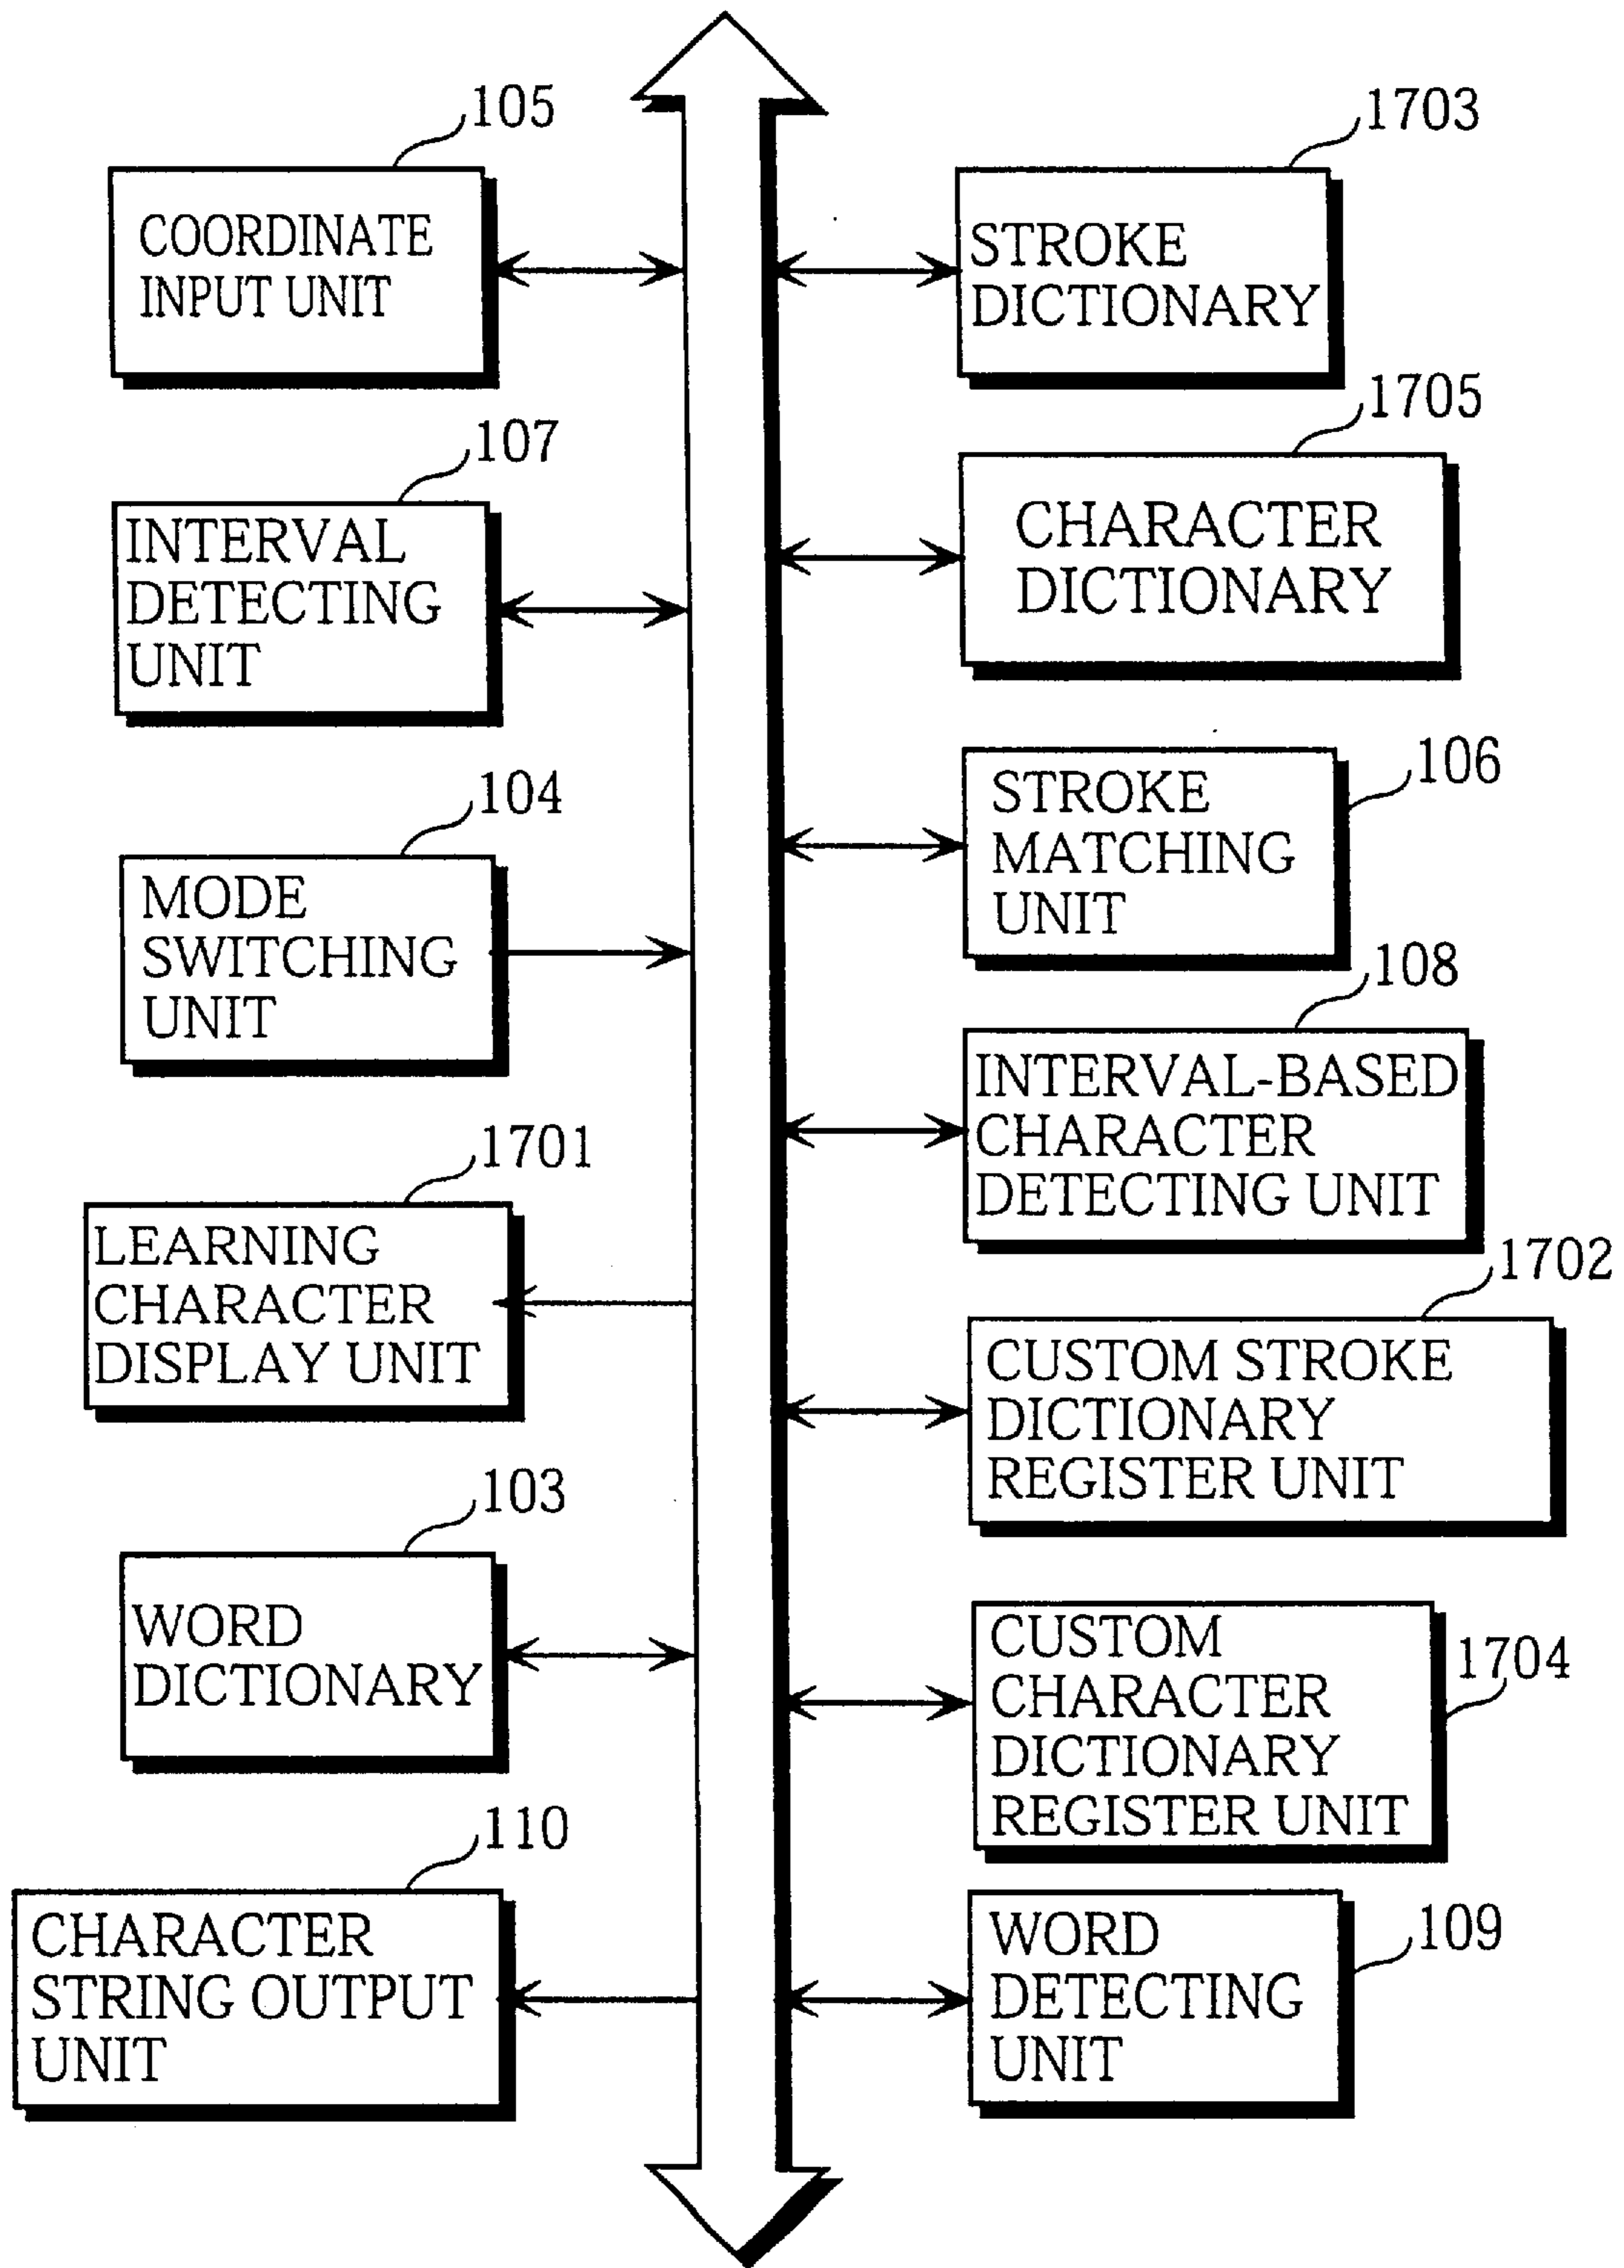 105
COORDINATE
INPUT UNIT
107
INTERVAL
DETECTING
UNIT
104
MODE
SWITCHING
UNIT
1701
LEARNING
CHARACTER
DISPLAY UNIT
103
WORD
DICTIONARY
110
CHARACTER
STRING OUTPUT
UNIT
1703
STROKE
DICTIONARY
1705
CHARACTER
DICTIONARY
106
STROKE
MATCHING
UNIT
108
INTERVAL-BASED
CHARACTER
DETECTING UNIT
1702
CUSTOM STROKE
DICTIONARY
REGISTER UNIT
1704
CUSTOM
CHARACTER
DICTIONARY
REGISTER UNIT
109
WORD
DETECTING
UNIT